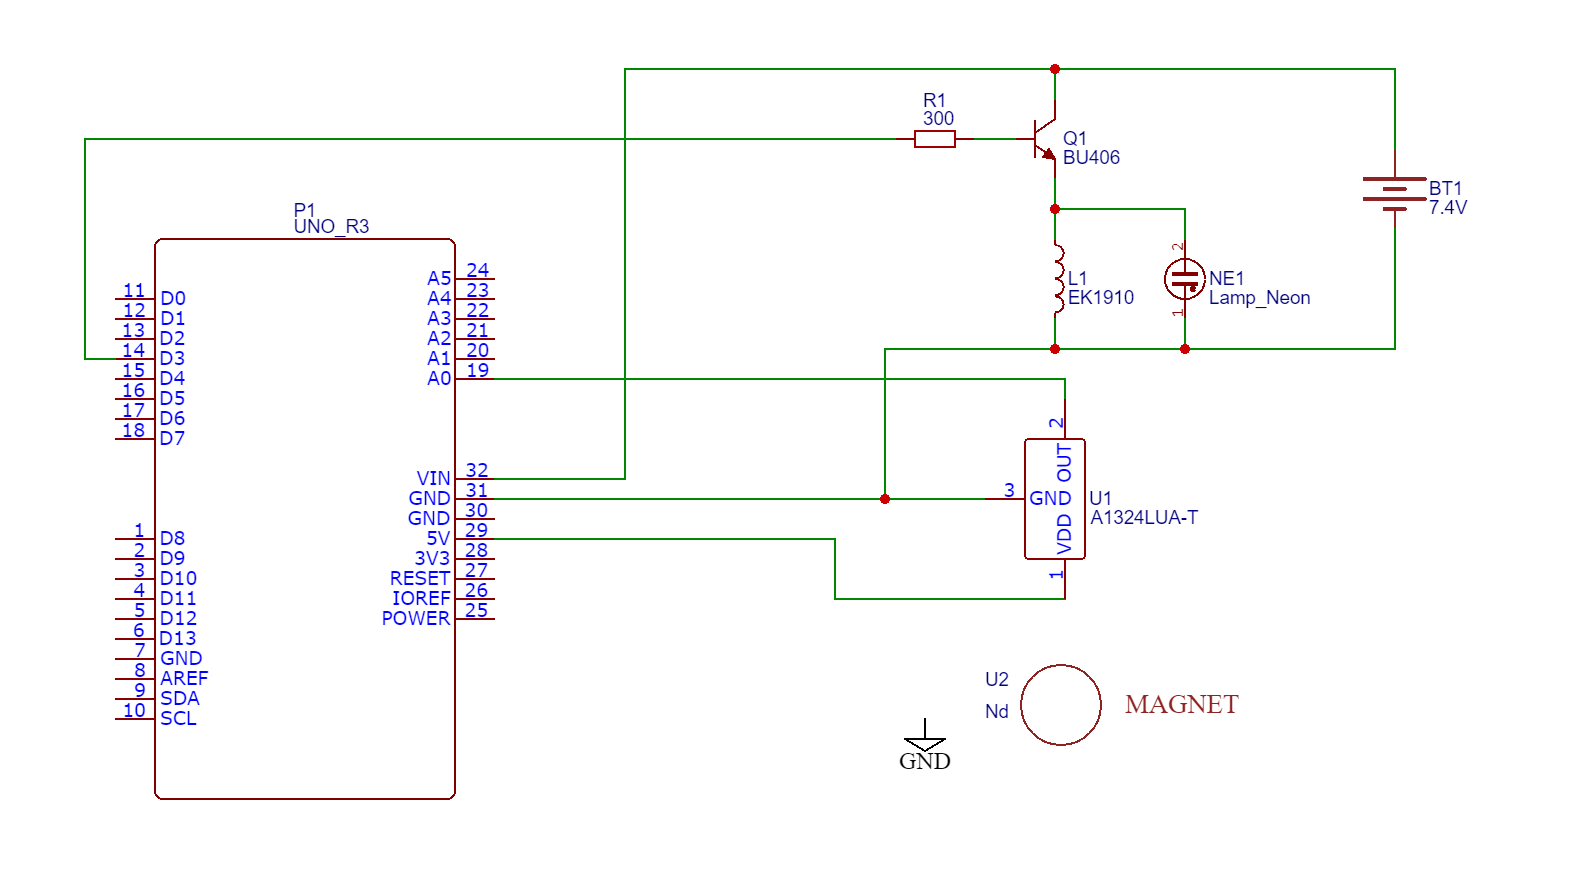 R1
300
Q1
BU406
BT1
7.4V
P1
UNO_R3
11 D0
12 D1
13 D2
14 D3
15 D4
16 D5
17 D6
18 D7
A5 24
A4 23
A3 22
A2 21
A1 20
A0 19
2
L1
EK1910
NE1
Lamp_Neon
1
VIN 32
GND 31
GND 30
5V 29
3V3 28
RESET 27
IOREF 26
POWER 25
1 D8
2 D9
3 D10
4 D11
5 D12
6 D13
7 GND
8 AREF
9 SDA
10 SCL
2
OUT
3 GND
VDD
1
U1
A1324LUA-T
U2
Nd
MAGNET
GND